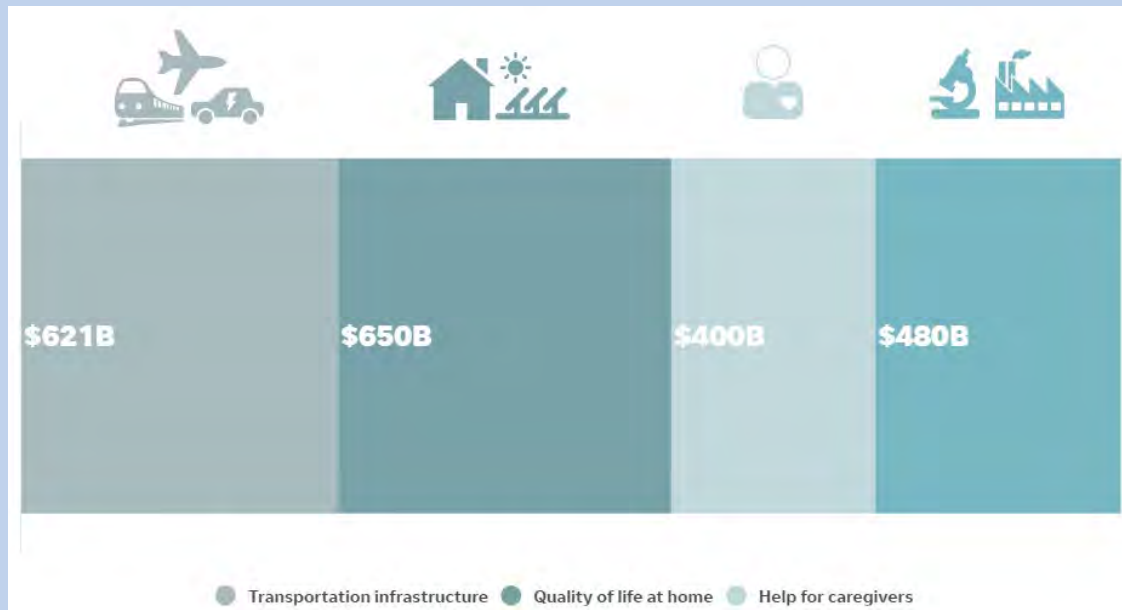 $621B $650B $400B $480B
Transportation infrastructure Quality of life at home Help for caregivers